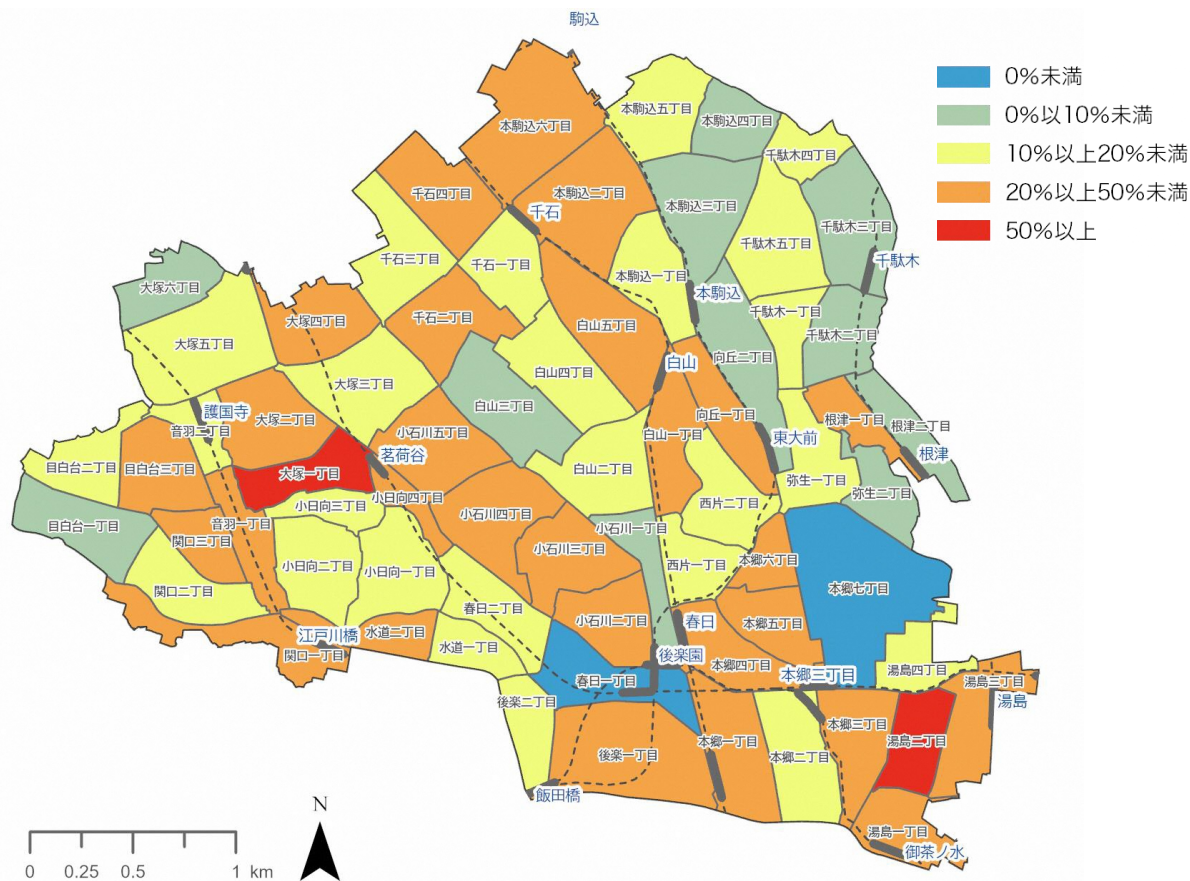 駒込
0%未満
0%以10%未満
10%以上20%未満
20%以上50%未満
50%以上
本駒込六丁目
本駒込五丁目
本駒込四丁目
千駄木四丁目
千石四丁目
本駒込二丁目
本駒込三丁目
千石
千駄木三丁目
千駄木五丁目
千石三丁目
千石一丁目
本駒込一丁目
千駄木
大塚六丁目
本駒込
千駄木一丁目
大塚四丁目
千石二丁目
白山五丁目
千駄木二丁目
大塚五丁目
向丘二丁目
白山
大塚三丁目
白山四丁目
護国寺
白山三丁目
向丘一丁目
大塚二丁目
根津一丁目
根津二丁目
音羽二丁目
小石川五丁目
白山一丁目
東大前
茗荷谷
根津
目白台二丁目
目白台三丁目
大塚一丁目
白山二丁目
弥生一丁目
弥生二丁目
小日向四丁目
小日向三丁目
西片二丁目
小石川四丁目
目白台一丁目
音羽一丁目
小石川一丁目
関口三丁目
小石川三丁目
小日向二丁目
小日向一丁目
西片一丁目
本郷六丁目
関口二丁目
本郷七丁目
春日二丁目
小石川二丁目
春日
本郷五丁目
江戸川橋
水道二丁目
水道一丁目
関口一丁目
後楽園
本郷四丁目
本郷三丁目
湯島四丁目
春日一丁目
湯島三丁目
後楽二丁目
湯島
本郷三丁目
本郷一丁目
湯島二丁目
後楽一丁目
本郷二丁目
飯田橋
N
湯島一丁目
御茶ノ水
0 0.25 0.5 1 km